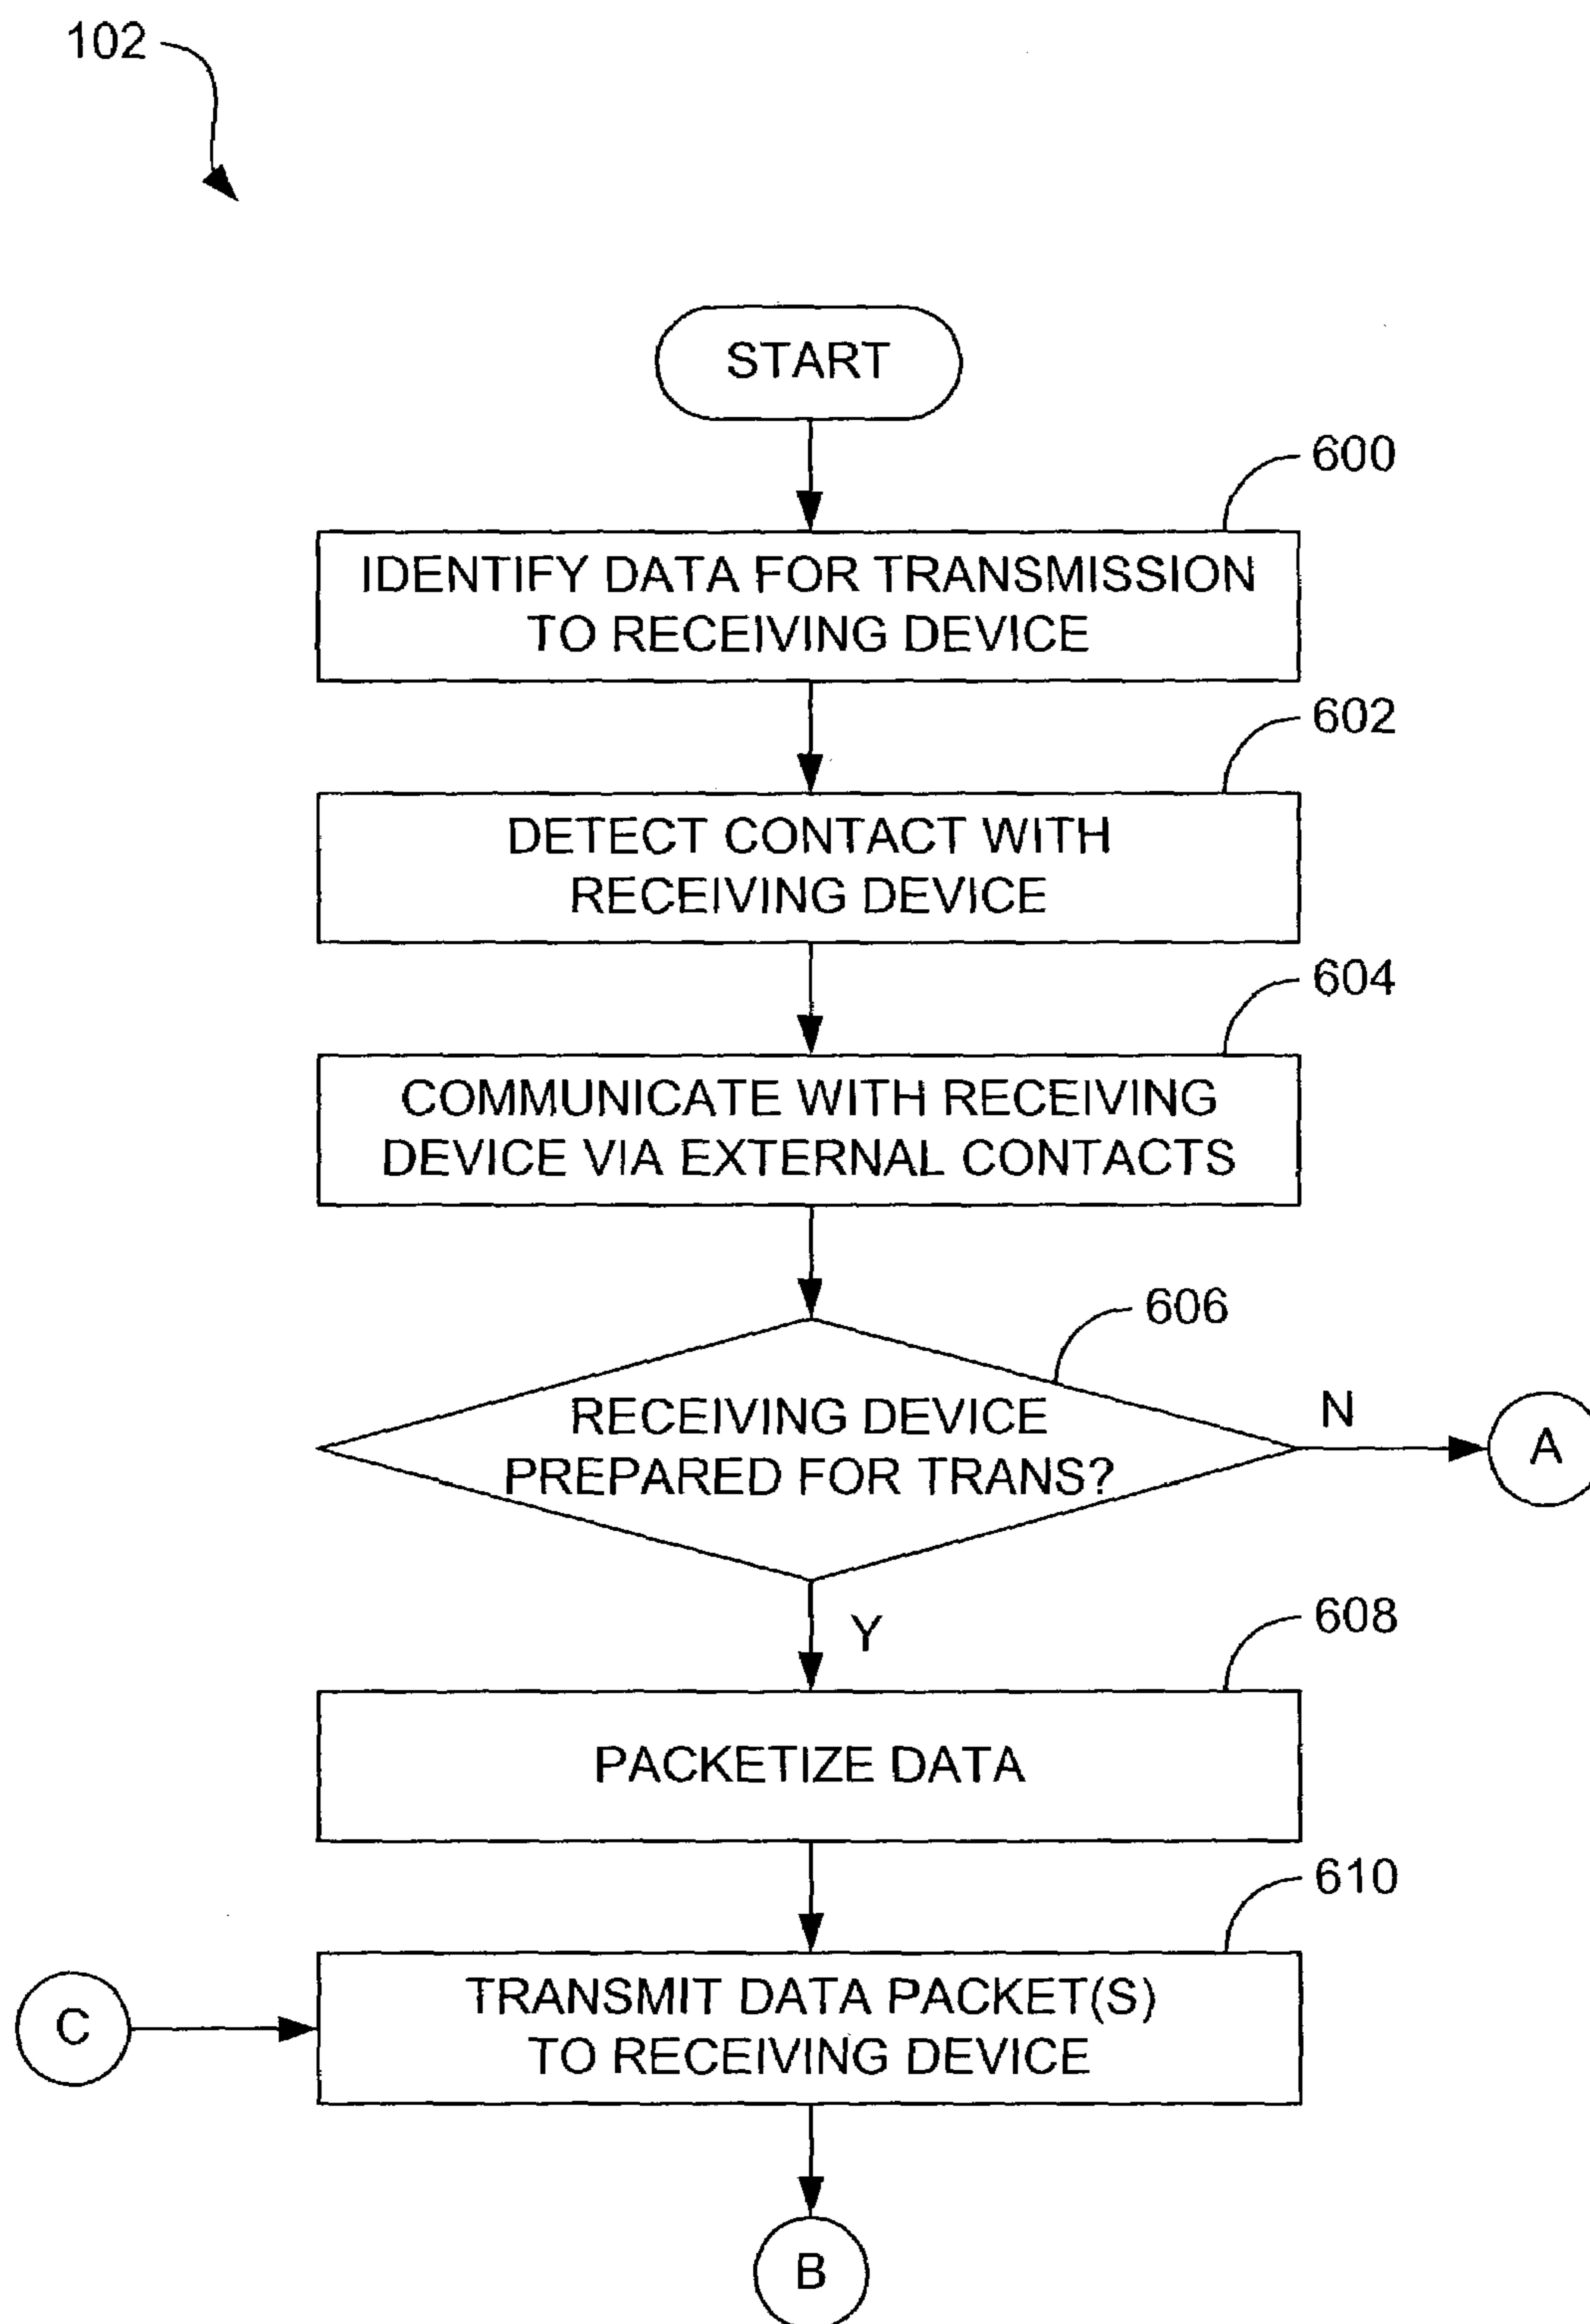 102
START
600
IDENTIFY DATA FOR TRANSMISSION
TO RECEIVING DEVICE
602
DETECT CONTACT WITH
RECEIVING DEVICE
604
COMMUNICATE WITH RECEIVING
DEVICE VIA EXTERNAL CONTACTS
606
RECEIVING DEVICE
PREPARED FOR TRANS?
N
A
Y
608
PACKETIZE DATA
610
C
TRANSMIT DATA PACKET(S)
TO RECEIVING DEVICE
B